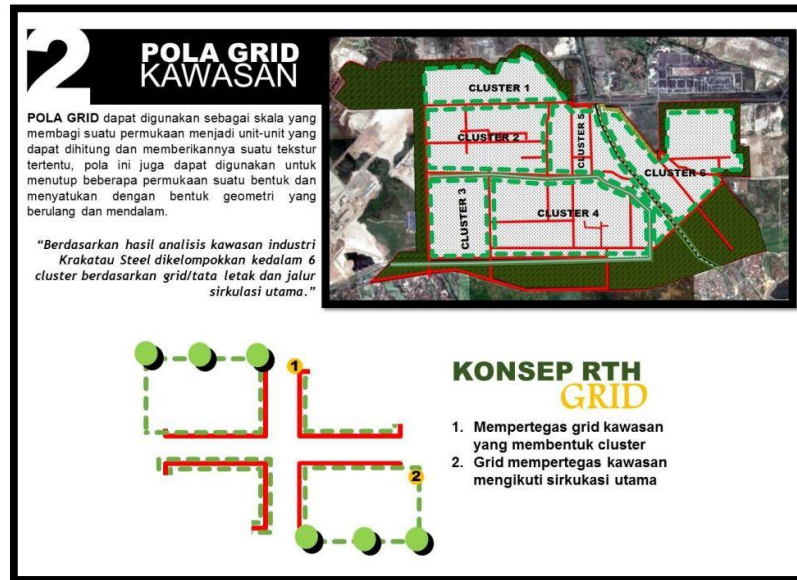 2
POLA GRID
KAWASAN
POLA GRID dapat digunakan sebagai skala yang
membagi suatu permukaan menjadi unit-unit yang
dapat dihitung dan memberikannya suatu tekstur
tertentu, pola ini juga dapat digunakan untuk
menutup beberapa permukaan suatu bentuk dan
menyatukan dengan bentuk geometri yang
berulang dan mendalam.
“Berdasarkan hasil analisis kawasan industri
Krakatau Steel dikelompokkan kedalam 6
cluster berdasarkan grid/tata letak dan jalur
sirkulasi utama.”
CLUSTER 1
CLUSTER 2
CLUSTER 5
CLUSTER 6
CLUSTER 3
CLUSTER 4
1
2
KONSEP RTH
GRID
1. Mempertegas grid kawasan
yang membentuk cluster
2. Grid mempertegas kawasan
mengikuti sirkukasi utama